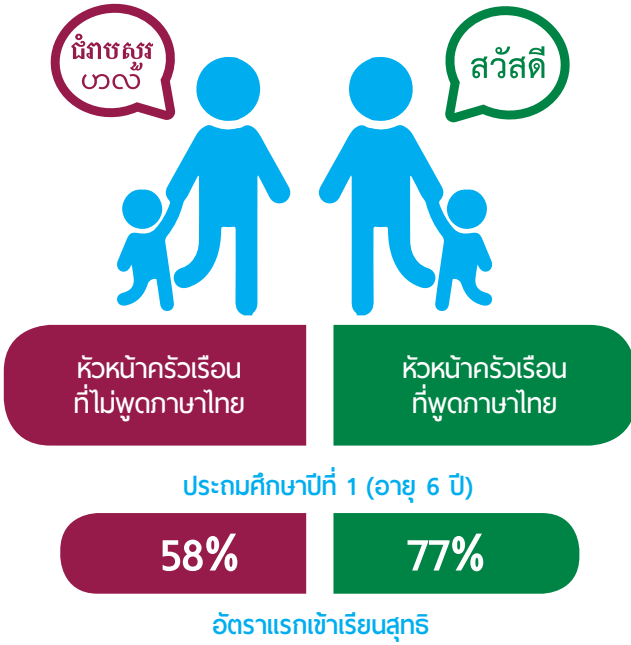 ជំរាបសួរ
ဟလ
สวัสดี
หัวหน้าครัวเรือน
ที่ไม่พูดภาษาไทย
หัวหน้าครัวเรือน
ที่พูดภาษาไทย
ประถมศึกษาปีที่ 1 (อายุ 6 ปี)
58%
77%
อัตราแรกเข้าเรียนสุทธิ